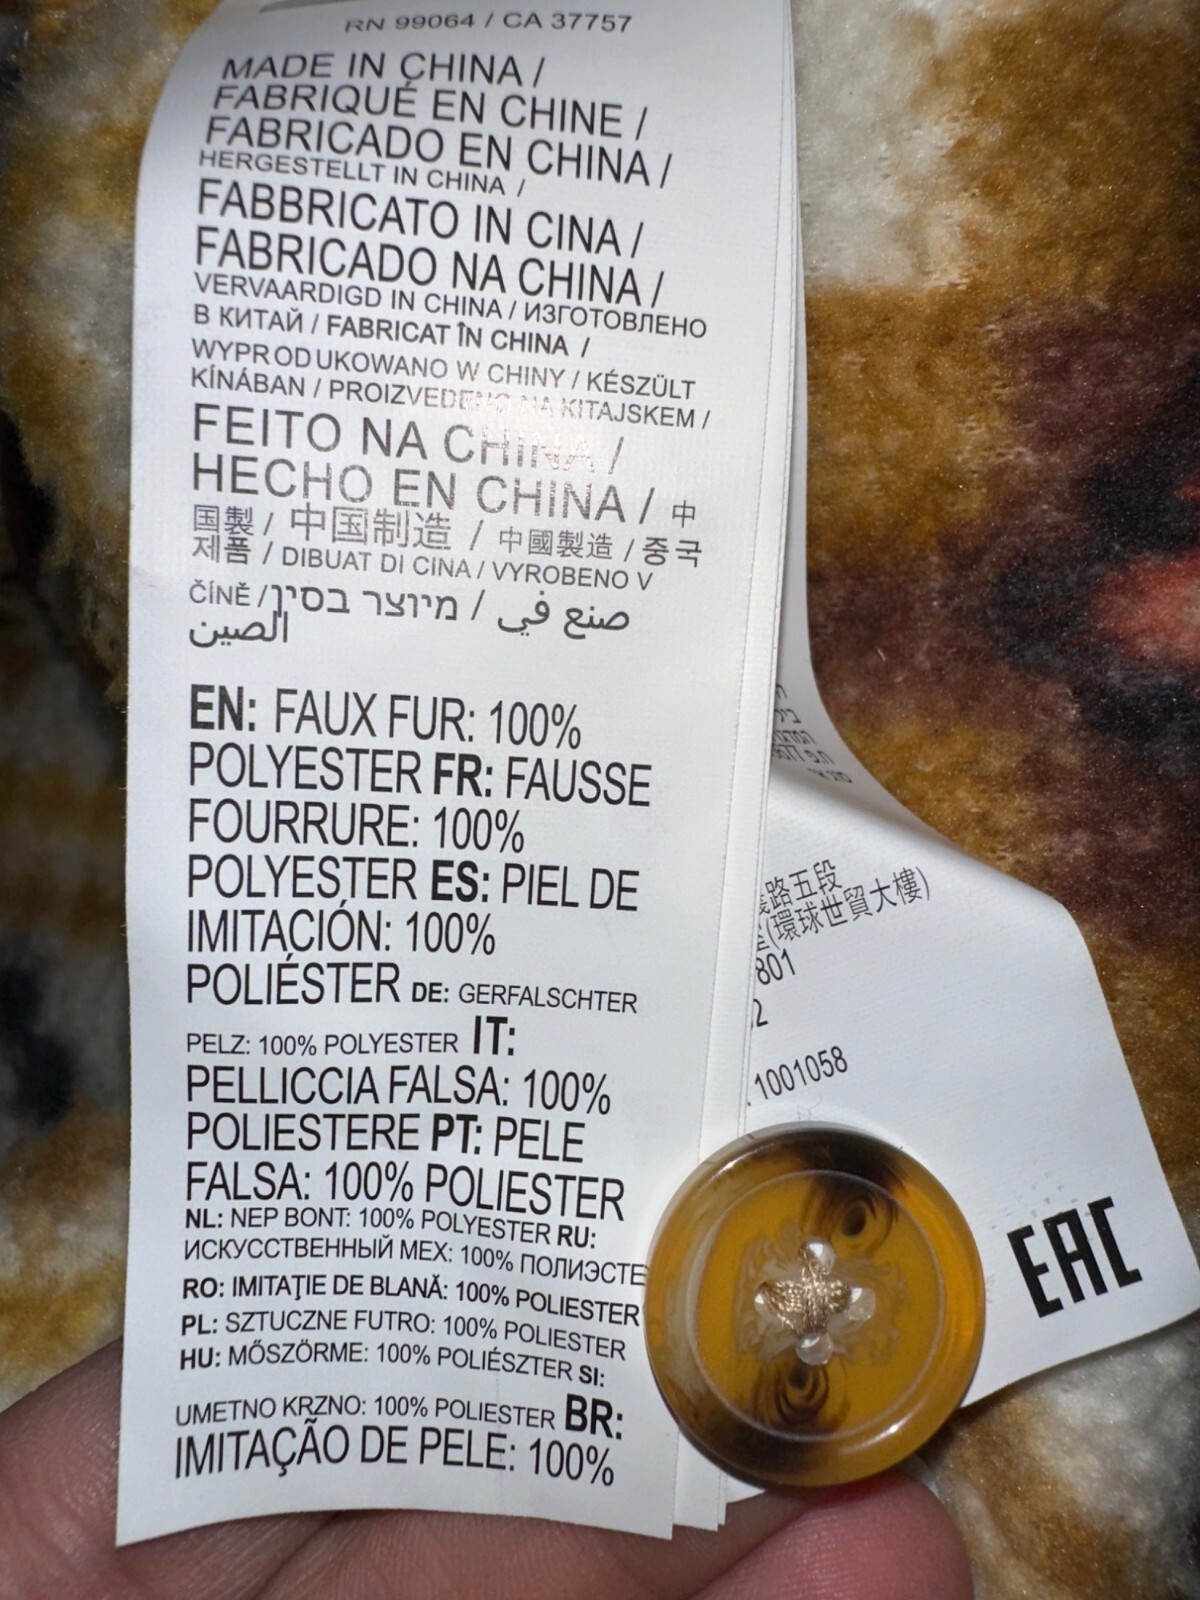 RN 99064 / CA 37757
MADE IN CHINA /
FABRIQUÉ EN CHINE /
FABRICADO EN CHINA /
HERGESTELLT IN CHINA /
FABBRICATO IN CINA /
FABRICADO NA CHINA /
VERVAARDIGD IN CHINA / ИЗГОТОВЛЕНО
В КИТАЙ / FABRICAT ÎN CHINA /
WYPRODUKOWANO W CHINY / KÉSZÜLT
KÍNÁBAN / PROIZVEDENO NA KITAJSKEM /
FEITO NA CHINA /
HECHO EN CHINA / 中
国製 / 中国制造 / 中國製造 / 중국
제품 / DIBUAT DI CINA / VYROBENO V
ČÍNĚ / מיוצר בסין / صنع في
الصين
EN: FAUX FUR: 100%
POLYESTER FR: FAUSSE
FOURRURE: 100%
POLYESTER ES: PIEL DE
IMITACIÓN: 100%
POLIÉSTER DE: GERFALSCHTER
PELZ: 100% POLYESTER IT:
PELLICCIA FALSA: 100%
POLIESTERE PT: PELE
FALSA: 100% POLIESTER
NL: NEP BONT: 100% POLYESTER RU:
ИСКУССТВЕННЫЙ МЕХ: 100% ПОЛИЭСТЕ
RO: IMITAŢIE DE BLANĂ: 100% POLIESTER
PL: SZTUCZNE FUTRO: 100% POLIESTER
HU: MŐSZÖRME: 100% POLIÉSZTER SI:
UMETNO KRZNO: 100% POLIESTER BR:
IMITAÇÃO DE PELE: 100%
路五段
(環球世貿大樓)
801
2
1001058
EAC